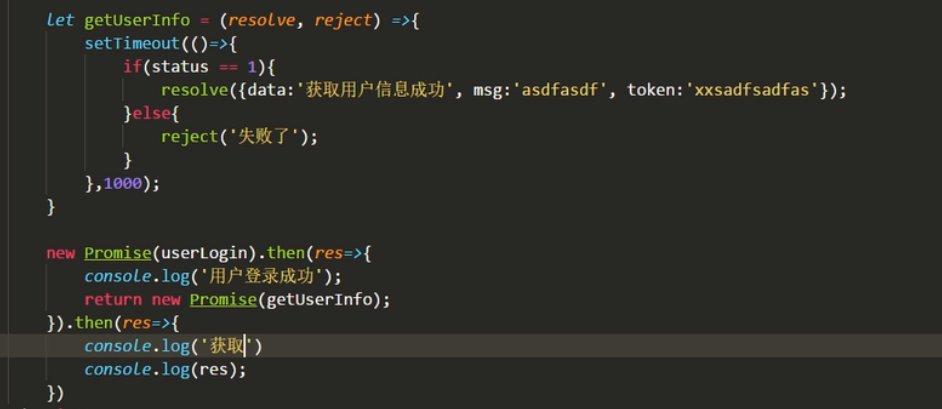 let getUserInfo = (resolve, reject) =>{
setTimeout(()=>{
if(status == 1){
resolve({data:'获取用户信息成功', msg:'asdfasdf', token:'xxsadfsadfas'});
}else{
reject('失败了');
}
},1000);
}
new Promise(userLogin).then(res=>{
console.log('用户登录成功');
return new Promise(getUserInfo);
}).then(res=>{
console.log('获取')
console.log(res);
})